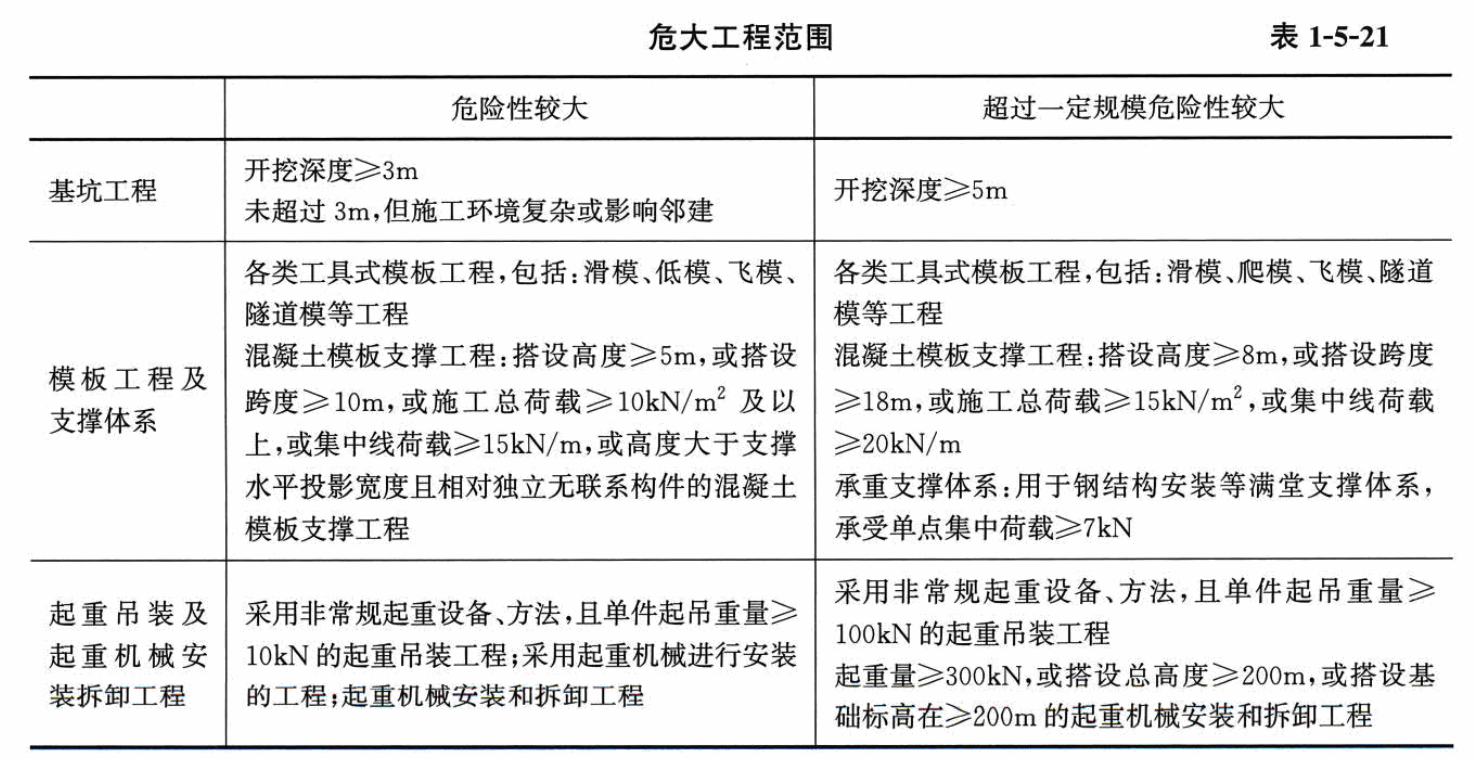 危大工程范围
表 1-5-21
危险性较大
超过一定规模危险性较大
基坑工程
开挖深度≥3m
未超过 3m,但施工环境复杂或影响邻建
开挖深度≥5m
模板工程及
支撑体系
各类工具式模板工程,包括:滑模、低模、飞模、
隧道模等工程
混凝土模板支撑工程:搭设高度≥5m,或搭设
跨度≥10m,或施工总荷载≥10kN/m² 及以
上,或集中线荷载≥15kN/m,或高度大于支撑
水平投影宽度且相对独立无联系构件的混凝土
模板支撑工程
各类工具式模板工程,包括:滑模、爬模、飞模、隧道
模等工程
混凝土模板支撑工程:搭设高度≥8m,或搭设跨度
≥18m,或施工总荷载≥15kN/m²,或集中线荷载
≥20kN/m
承重支撑体系:用于钢结构安装等满堂支撑体系,
承受单点集中荷载≥7kN
起重吊装及
起重机械安
装拆卸工程
采用非常规起重设备、方法,且单件起吊重量≥
10kN的起重吊装工程;采用起重机械进行安装
的工程;起重机械安装和拆卸工程
采用非常规起重设备、方法,且单件起吊重量≥
100kN的起重吊装工程
起重量≥300kN,或搭设总高度≥200m,或搭设基
础标高在≥200m的起重机械安装和拆卸工程